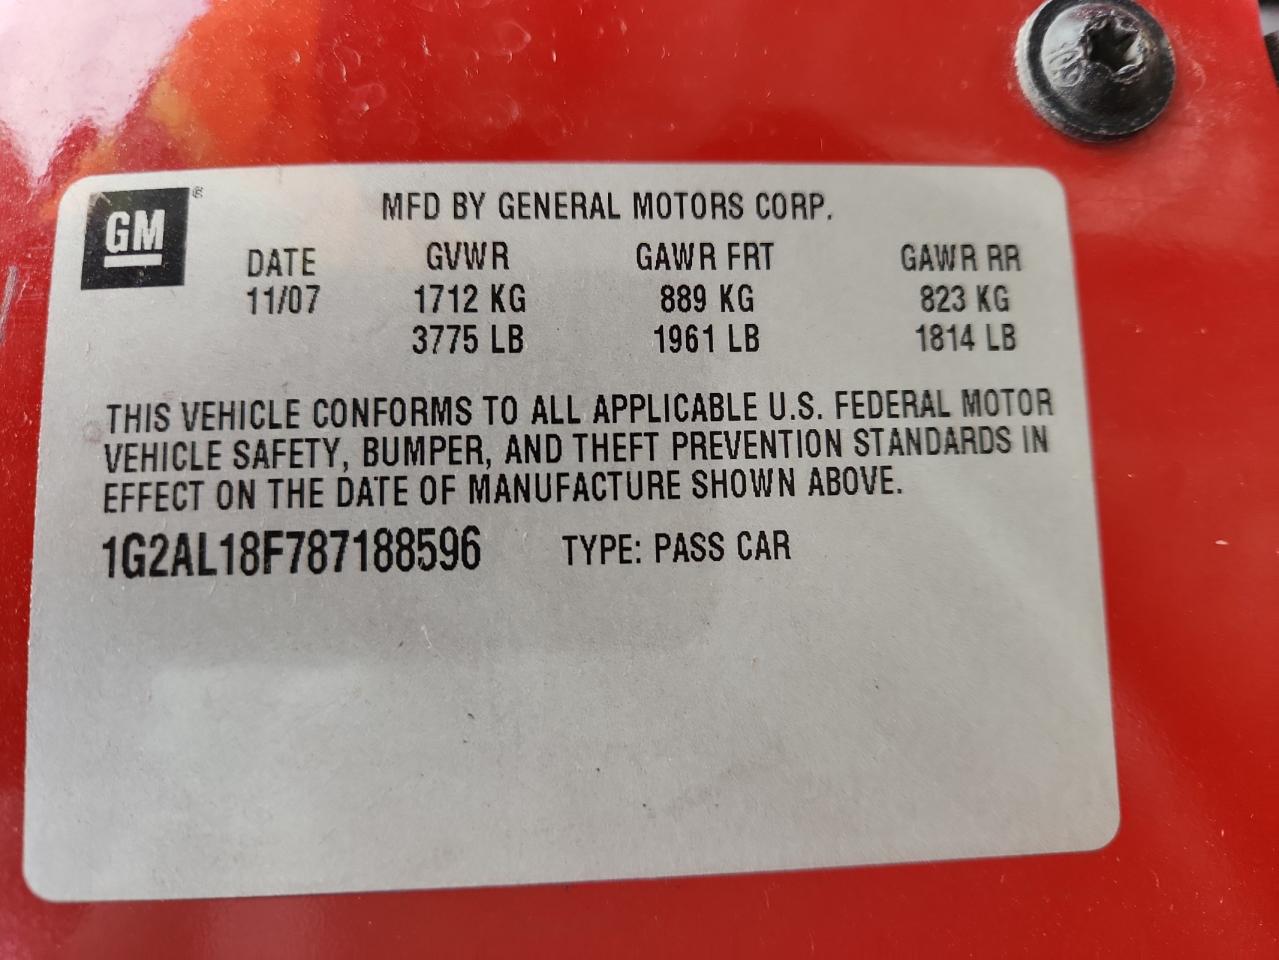 GM ®
MFD BY GENERAL MOTORS CORP.
DATE GVWR GAWR FRT GAWR RR
11/07 1712 KG 889 KG 823 KG
3775 LB 1961 LB 1814 LB
THIS VEHICLE CONFORMS TO ALL APPLICABLE U.S. FEDERAL MOTOR
VEHICLE SAFETY, BUMPER, AND THEFT PREVENTION STANDARDS IN
EFFECT ON THE DATE OF MANUFACTURE SHOWN ABOVE.
1G2AL18F787188596 TYPE: PASS CAR